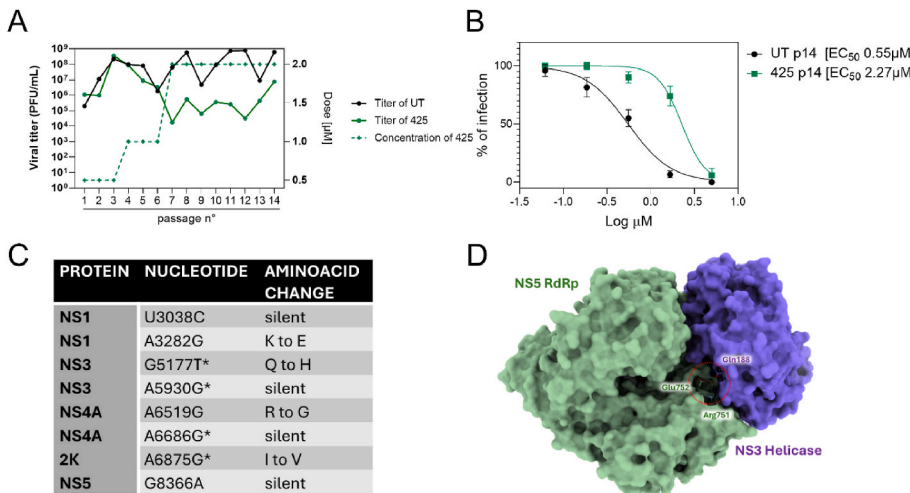 A
Viral titer (PFU/mL)
10⁹
10⁸
10⁷
10⁶
10⁵
10⁴
10³
10²
10¹
10⁰
2.0
1.5
1.0
0.5
Dose [µM]
1 2 3 4 5 6 7 8 9 10 11 12 13 14
passage n°
Titer of UT
Titer of 425
Concentration of 425
B
% of infection
100
50
0
-1.5 -1.0 -0.5 0.0 0.5 1.0
Log µM
UT p14 [EC50 0.55µM
425 p14 [EC50 2.27µM
C
PROTEIN NUCLEOTIDE AMINOACID
CHANGE
NS1 U3038C silent
NS1 A3282G K to E
NS3 G5177T* Q to H
NS3 A5930G* silent
NS4A A6519G R to G
NS4A A6686G* silent
2K A6875G* I to V
NS5 G8366A silent
D
NS5 RdRp
Gln188
Glu752
Arg751
NS3 Helicase